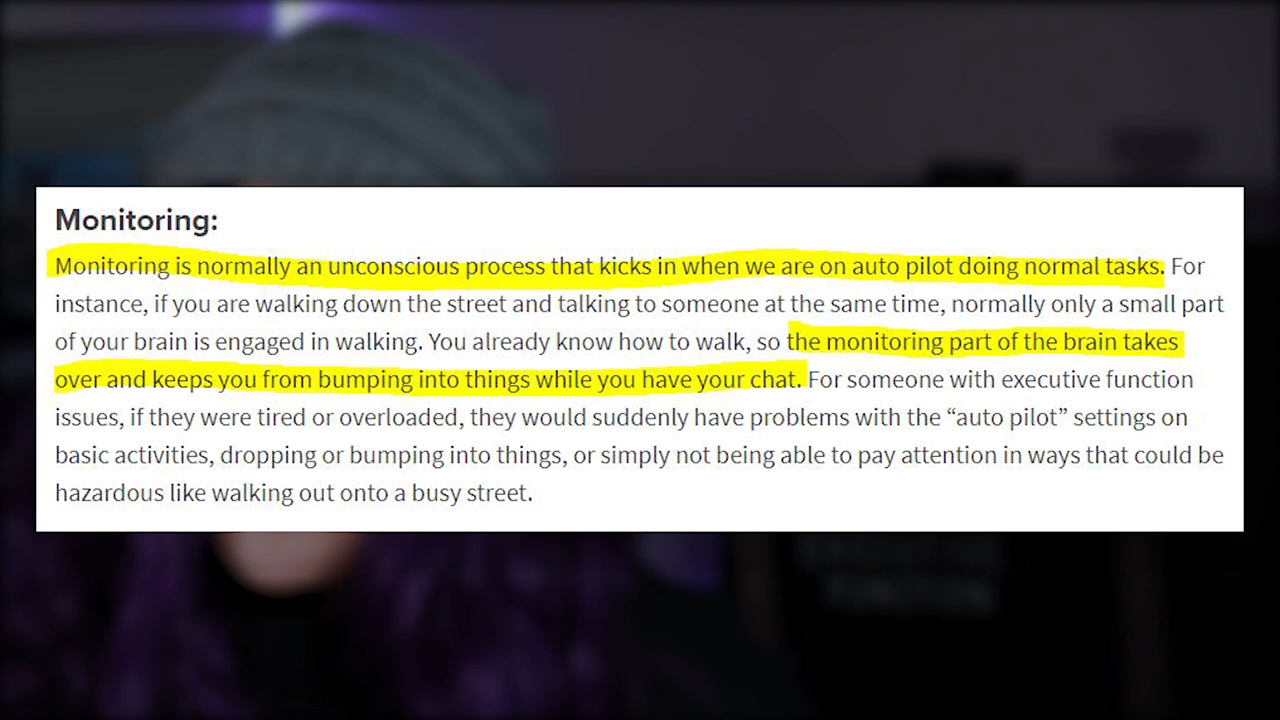 Monitoring:
Monitoring is normally an unconscious process that kicks in when we are on auto pilot doing normal tasks. For
instance, if you are walking down the street and talking to someone at the same time, normally only a small part
of your brain is engaged in walking. You already know how to walk, so the monitoring part of the brain takes
over and keeps you from bumping into things while you have your chat. For someone with executive function
issues, if they were tired or overloaded, they would suddenly have problems with the “auto pilot” settings on
basic activities, dropping or bumping into things, or simply not being able to pay attention in ways that could be
hazardous like walking out onto a busy street.